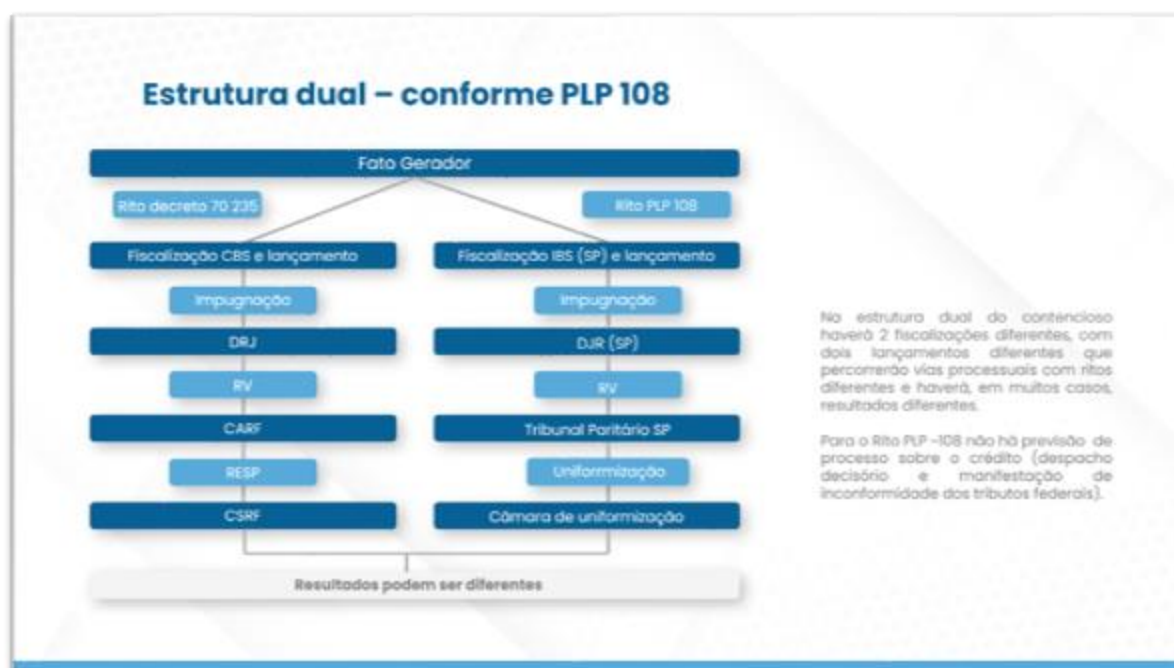 Estrutura dual – conforme PLP 108
Fato Gerador
Rito decreto 70 235
Rito PLP 108
Fiscalização CBS e lançamento
Fiscalização IBS (SP) e lançamento
Impugnação
Impugnação
DRJ
DJR (SP)
RV
RV
CARF
Tribunal Paritário SP
RESP
Uniformização
CSRF
Câmara de uniformização
Resultados podem ser diferentes
Na estrutura dual do contencioso
haverá 2 fiscalizações diferentes, com
dois lançamentos diferentes que
percorrerão vias processuais com ritos
diferentes e haverá, em muitos casos,
resultados diferentes.
Para o Rito PLP -108 não há previsão de
processo sobre o crédito (despacho
decisório e manifestação de
inconformidade dos tributos federais).